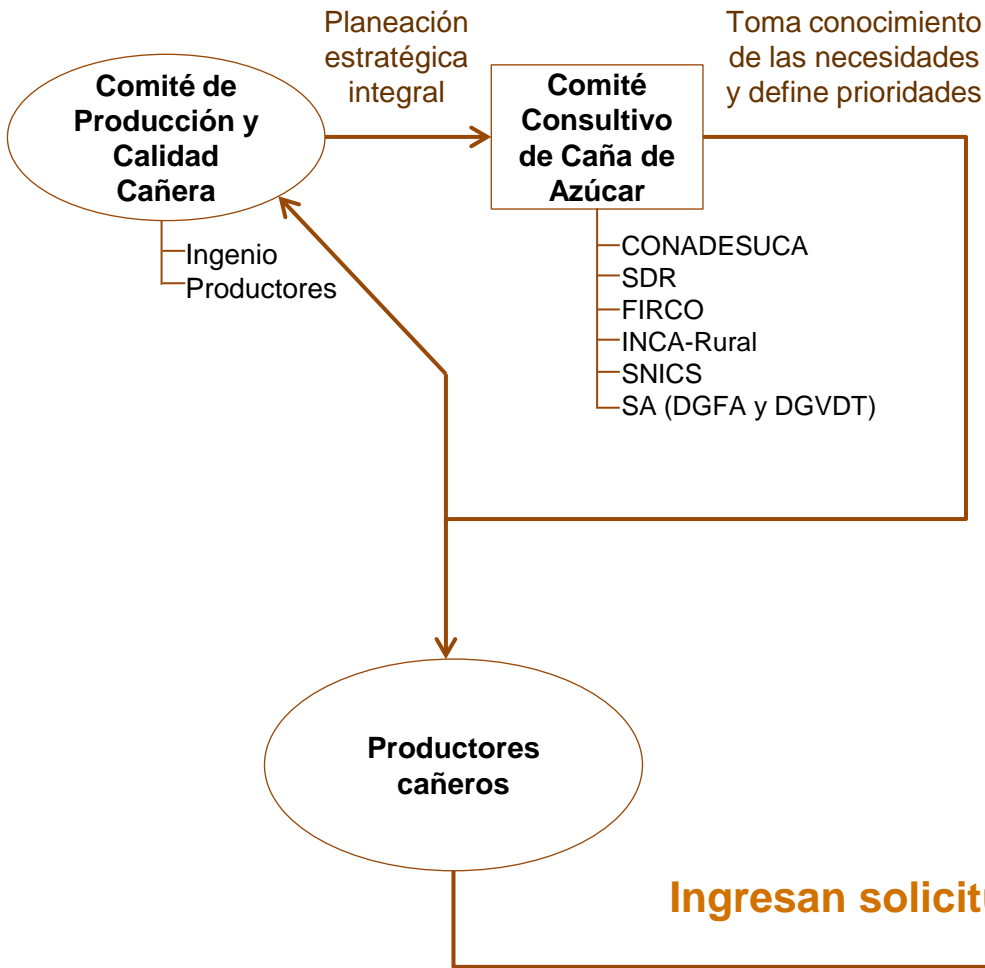 Planeación
estratégica
integral
Toma conocimiento
de las necesidades
y define prioridades
Comité de
Producción y
Calidad
Cañera
Comité
Consultivo
de Caña de
Azúcar
Ingenio
Productores
CONADESUCA
SDR
FIRCO
INCA-Rural
SNICS
SA (DGFA y DGVDT)
Productores
cañeros
Ingresan